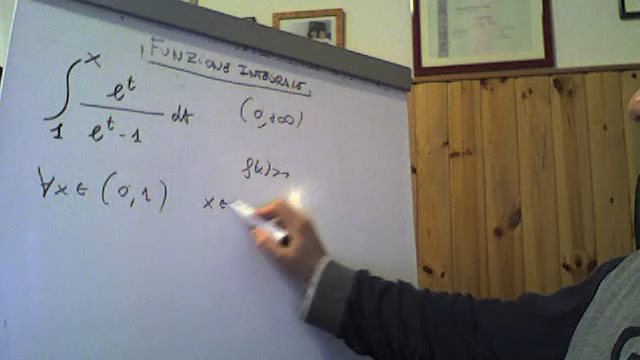 FUNZIONE INTEGRALE
∫₁ˣ eᵗ/(eᵗ-1) dt (0,+∞)
f(x)>
∀x∈(0,1) x∈